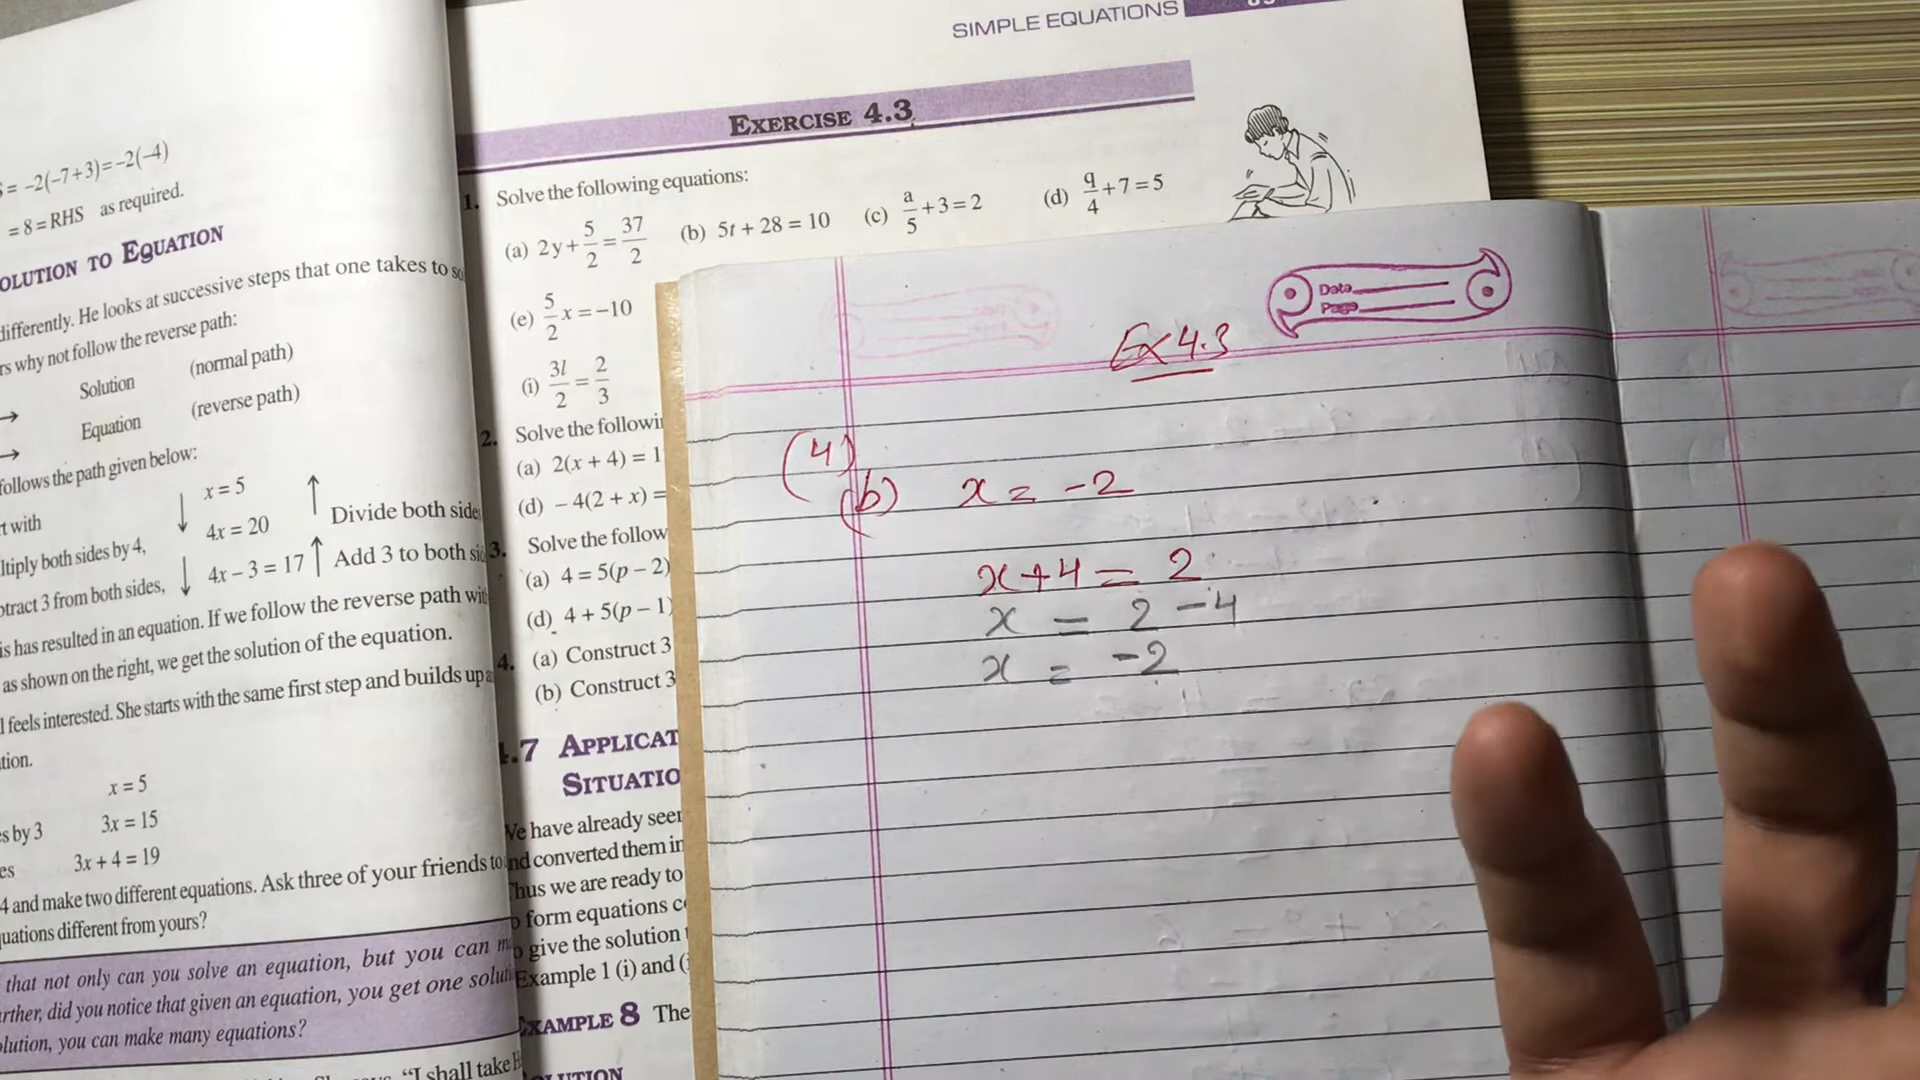 SIMPLE EQUATIONS
= -2(-7+3)=-2(-4)
= 8 = RHS as required.
OLUTION TO EQUATION
differently. He looks at successive steps that one takes to so
rs why not follow the reverse path:
→ Solution (normal path)
→ Equation (reverse path)
follows the path given below:
t with ↓ x = 5 ↑ Divide both side
ltiply both sides by 4, 4x = 20
otract 3 from both sides, ↓ 4x – 3 = 17 ↑ Add 3 to both si
is has resulted in an equation. If we follow the reverse path wit
as shown on the right, we get the solution of the equation.
l feels interested. She starts with the same first step and builds up a
tion.
x = 5
s by 3 3x = 15
es 3x + 4 = 19
4 and make two different equations. Ask three of your friends to
uations different from yours?
that not only can you solve an equation, but you can m
rther, did you notice that given an equation, you get one solut
lution, you can make many equations?
“I shall take
EXERCISE 4.3
1. Solve the following equations:
(a) 2y + 5/2 = 37/2 (b) 5t + 28 = 10 (c) a/5 + 3 = 2 (d) q/4 + 7 = 5
(e) 5/2 x = –10
(i) 3l/2 = 2/3
2. Solve the followi
(a) 2(x + 4) = 1
(d) – 4(2 + x) =
3. Solve the follow
(a) 4 = 5(p – 2)
(d) 4 + 5(p – 1)
4. (a) Construct 3
(b) Construct 3
.7 APPLICAT
SITUATIO
We have already seen
nd converted them in
Thus we are ready to
o form equations c
o give the solution
Example 1 (i) and (
EXAMPLE 8 The
OLUTION
Data
Page
Ex 4.3
(4)
(b) x = -2
x+4 = 2
x = 2 -4
x = -2